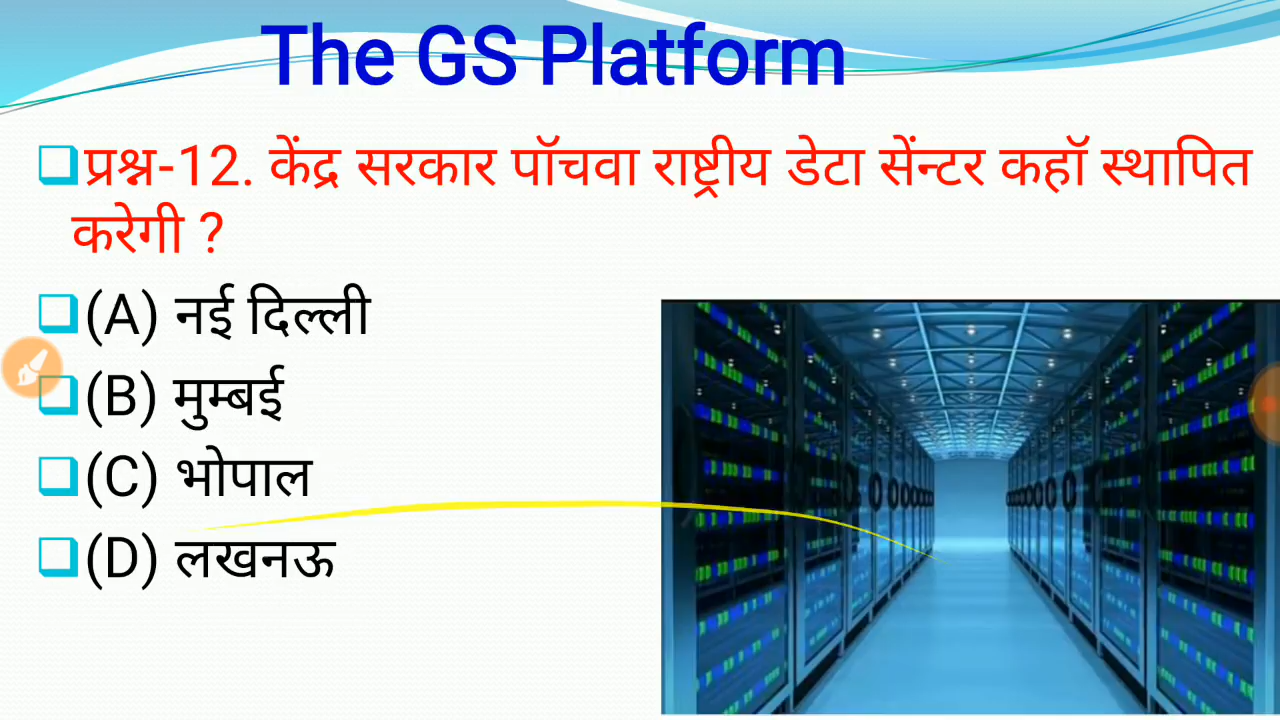 The GS Platform
प्रश्न-12. केंद्र सरकार पॉचवा राष्ट्रीय डेटा सेंन्टर कहॉ स्थापित
करेगी ?
(A) नई दिल्ली
(B) मुम्बई
(C) भोपाल
(D) लखनऊ